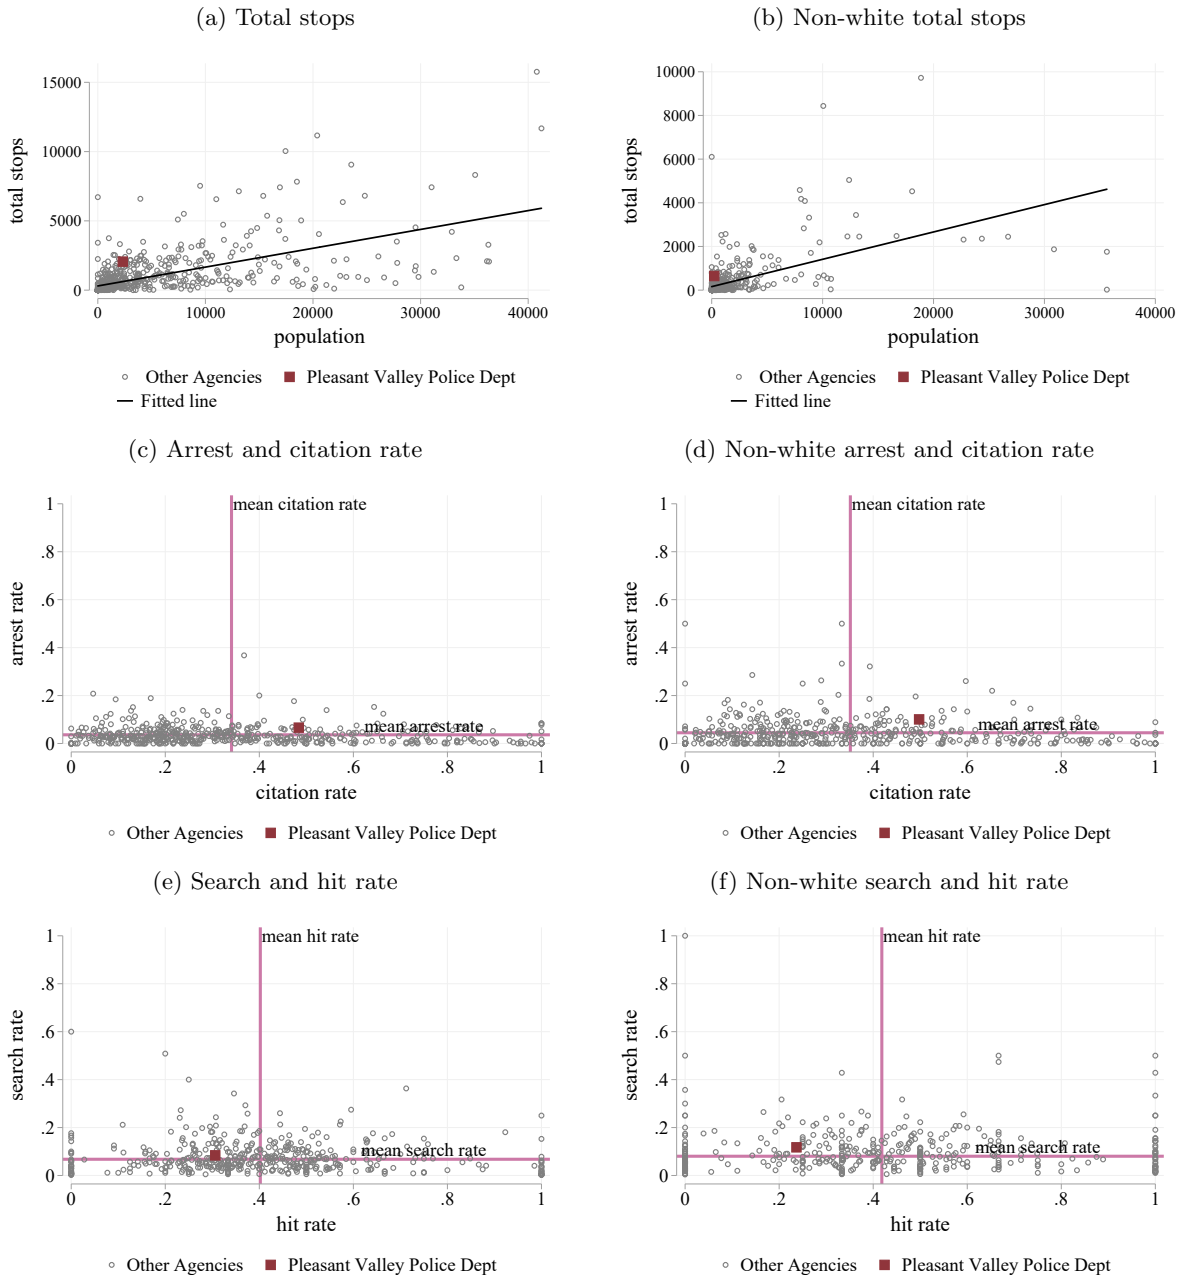 (a) Total stops
(b) Non-white total stops
total stops
15000
10000
5000
0
0 10000 20000 30000 40000
population
Other Agencies Pleasant Valley Police Dept
Fitted line
total stops
10000
8000
6000
4000
2000
0
0 10000 20000 30000 40000
population
Other Agencies Pleasant Valley Police Dept
Fitted line
(c) Arrest and citation rate
(d) Non-white arrest and citation rate
arrest rate
1
.8
.6
.4
.2
0
mean citation rate
mean arrest rate
0 .2 .4 .6 .8 1
citation rate
Other Agencies Pleasant Valley Police Dept
arrest rate
1
.8
.6
.4
.2
0
mean citation rate
mean arrest rate
0 .2 .4 .6 .8 1
citation rate
Other Agencies Pleasant Valley Police Dept
(e) Search and hit rate
(f) Non-white search and hit rate
search rate
1
.8
.6
.4
.2
0
mean hit rate
mean search rate
0 .2 .4 .6 .8 1
hit rate
Other Agencies Pleasant Valley Police Dept
search rate
1
.8
.6
.4
.2
0
mean hit rate
mean search rate
0 .2 .4 .6 .8 1
hit rate
Other Agencies Pleasant Valley Police Dept